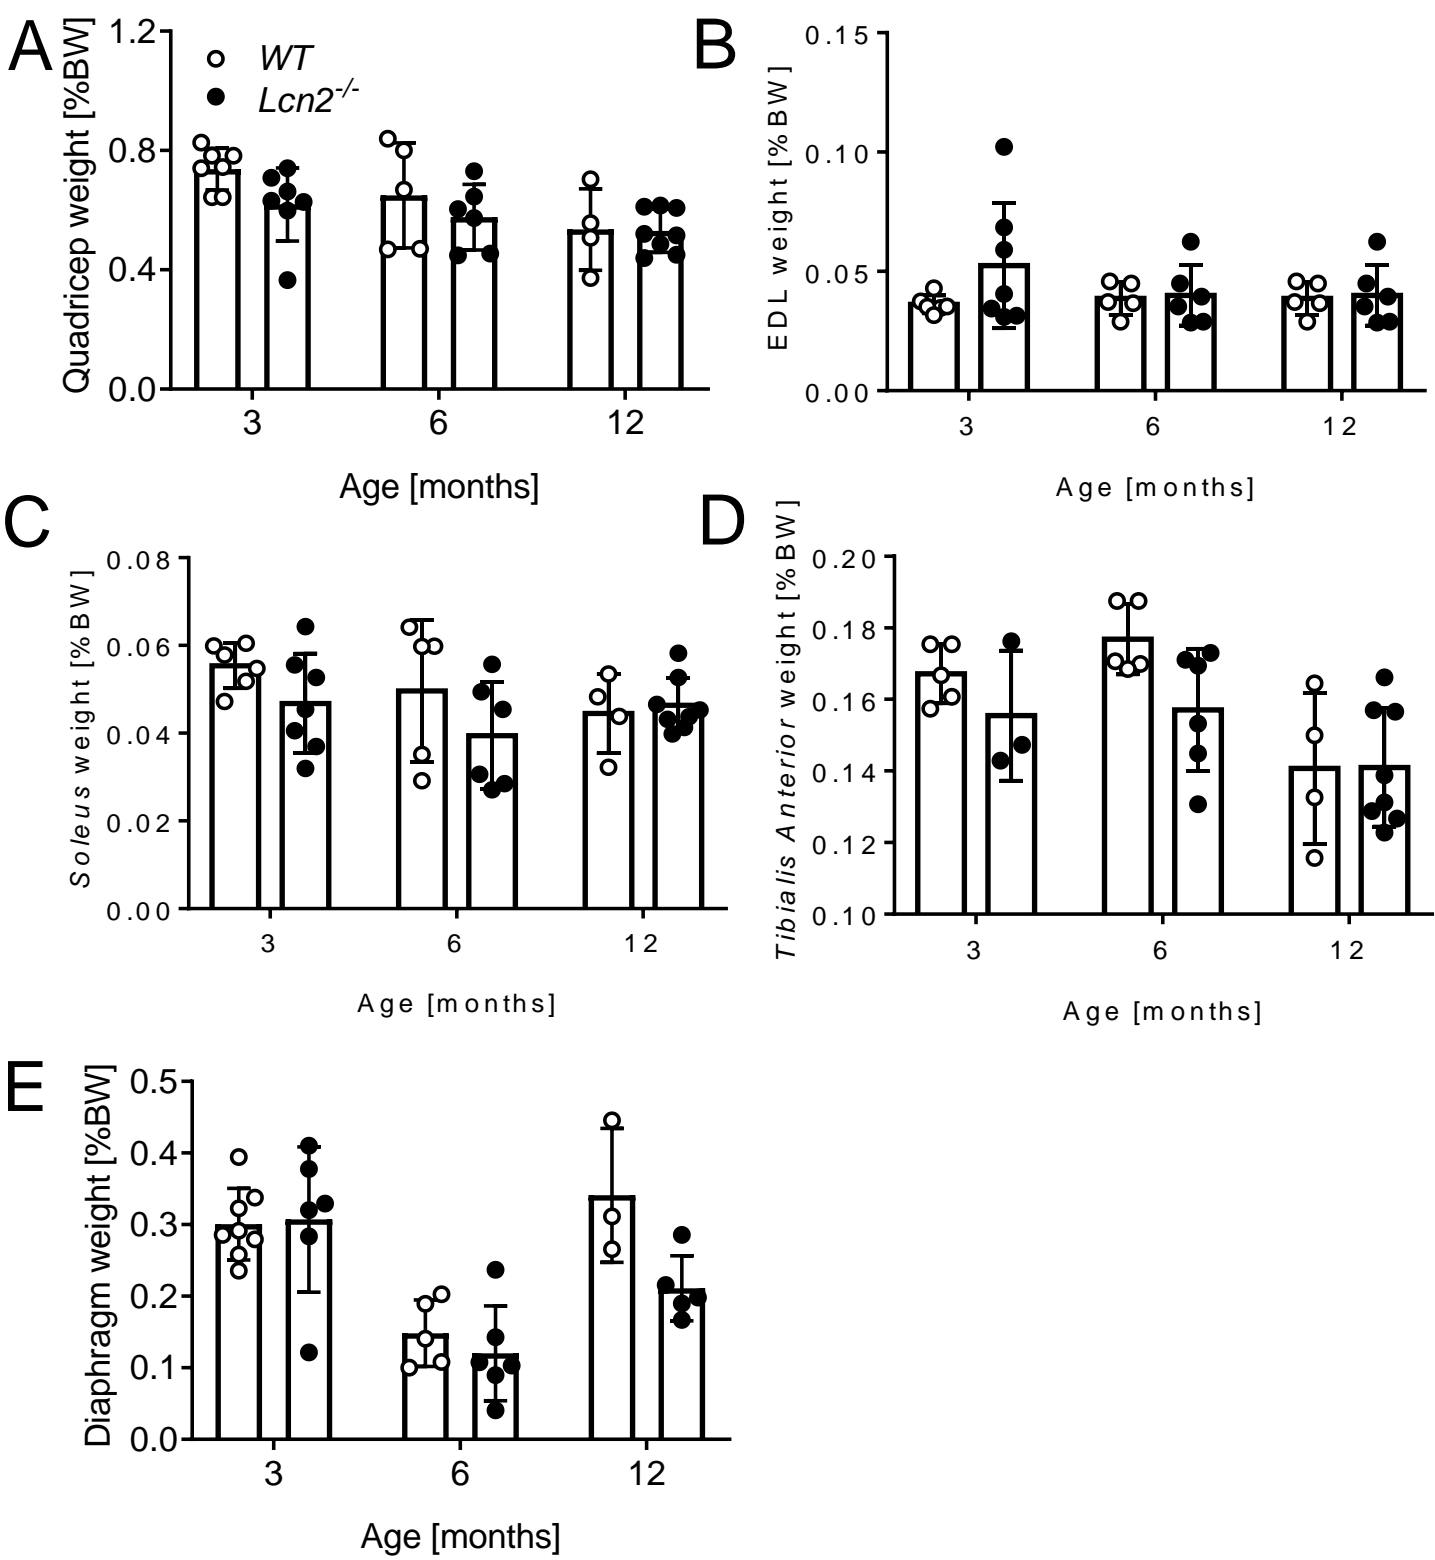 A
Quadricep weight [%BW]
1.2
0.8
0.4
0.0
WT
Lcn2-/-
3 6 12
Age [months]
B
EDL weight [%BW]
0.15
0.10
0.05
0.00
3 6 12
Age [months]
C
Soleus weight [%BW]
0.08
0.06
0.04
0.02
0.00
3 6 12
Age [months]
D
Tibialis Anterior weight [%BW]
0.20
0.18
0.16
0.14
0.12
0.10
3 6 12
Age [months]
E
Diaphragm weight [%BW]
0.5
0.4
0.3
0.2
0.1
0.0
3 6 12
Age [months]